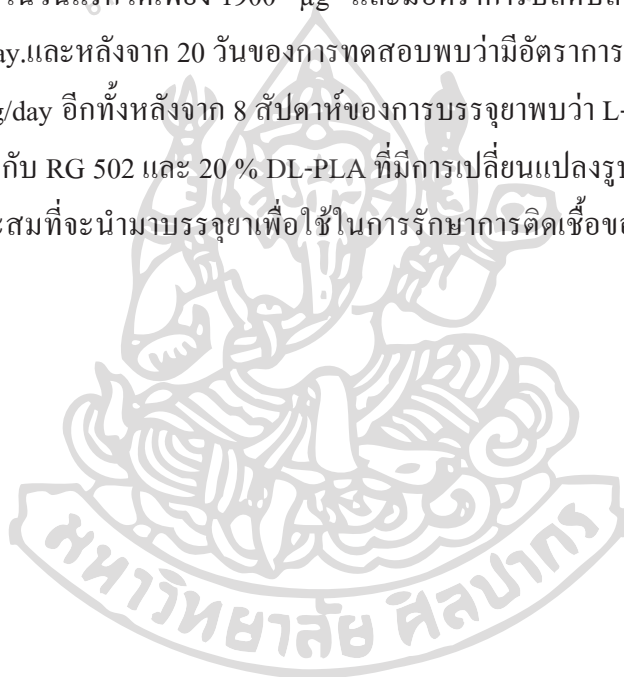 ในวันแรกได้เพียง 1900 µg และมีอัตราการปลดปล
ay.และหลังจาก 20 วันของการทดสอบพบว่ามีอัตราการ
g/day อีกทั้งหลังจาก 8 สัปดาห์ของการบรรจุยาพบว่า L-
กับ RG 502 และ 20 % DL-PLA ที่มีการเปลี่ยนแปลงรูป
ะสมที่จะนำมาบรรจุยาเพื่อใช้ในการรักษาการติดเชื้อขอ
มหาวิทยาลัย ศิลปากร